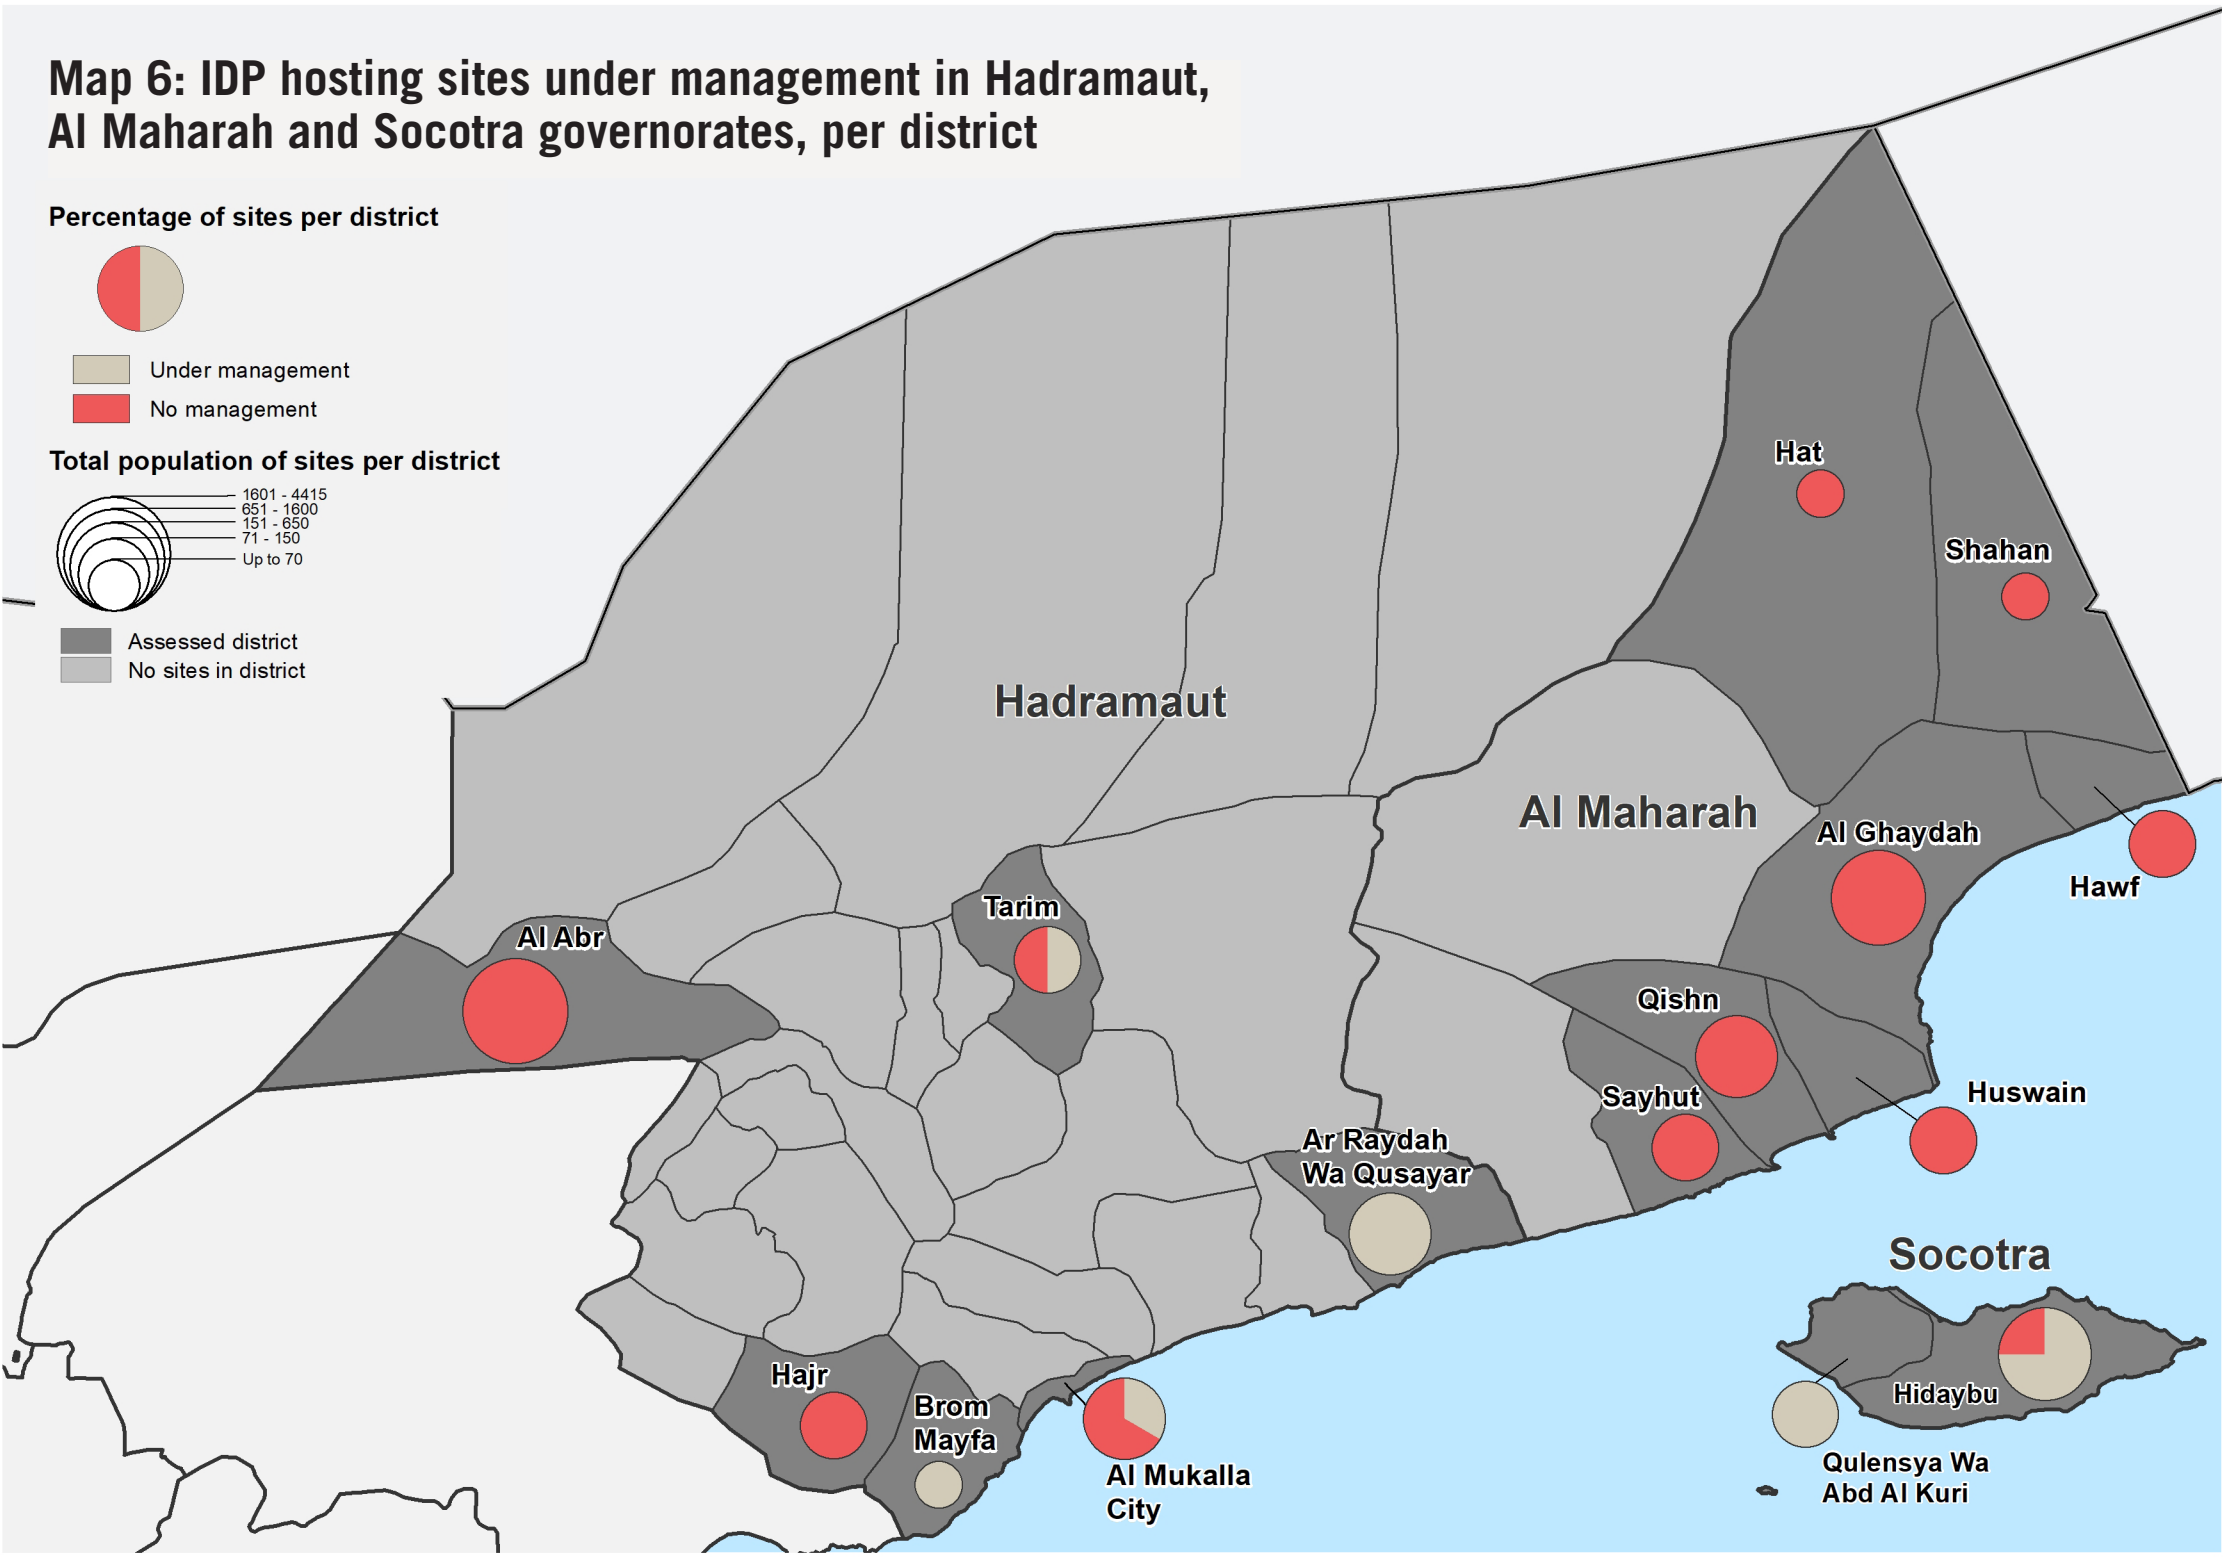 Map 6: IDP hosting sites under management in Hadramaut,
Al Maharah and Socotra governorates, per district
Percentage of sites per district
Under management
No management
Total population of sites per district
1601 - 4415
651 - 1600
151 - 650
71 - 150
Up to 70
Assessed district
No sites in district
Hat
Shahan
Hadramaut
Al Maharah
Al Ghaydah
Hawf
Tarim
Al Abr
Qishn
Sayhut
Huswain
Ar Raydah
Wa Qusayar
Socotra
Hajr
Brom
Mayfa
Al Mukalla
City
Hidaybu
Qulensya Wa
Abd Al Kuri